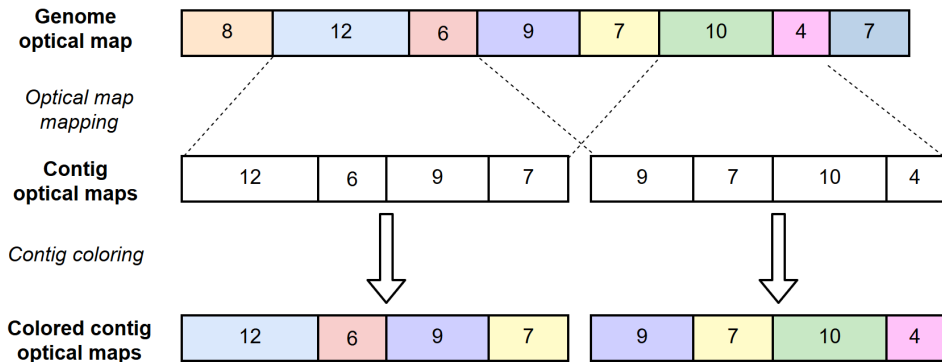 Genome
optical map
8 12 6 9 7 10 4 7
Optical map
mapping
Contig
optical maps
12 6 9 7 9 7 10 4
Contig coloring
Colored contig
optical maps
12 6 9 7 9 7 10 4